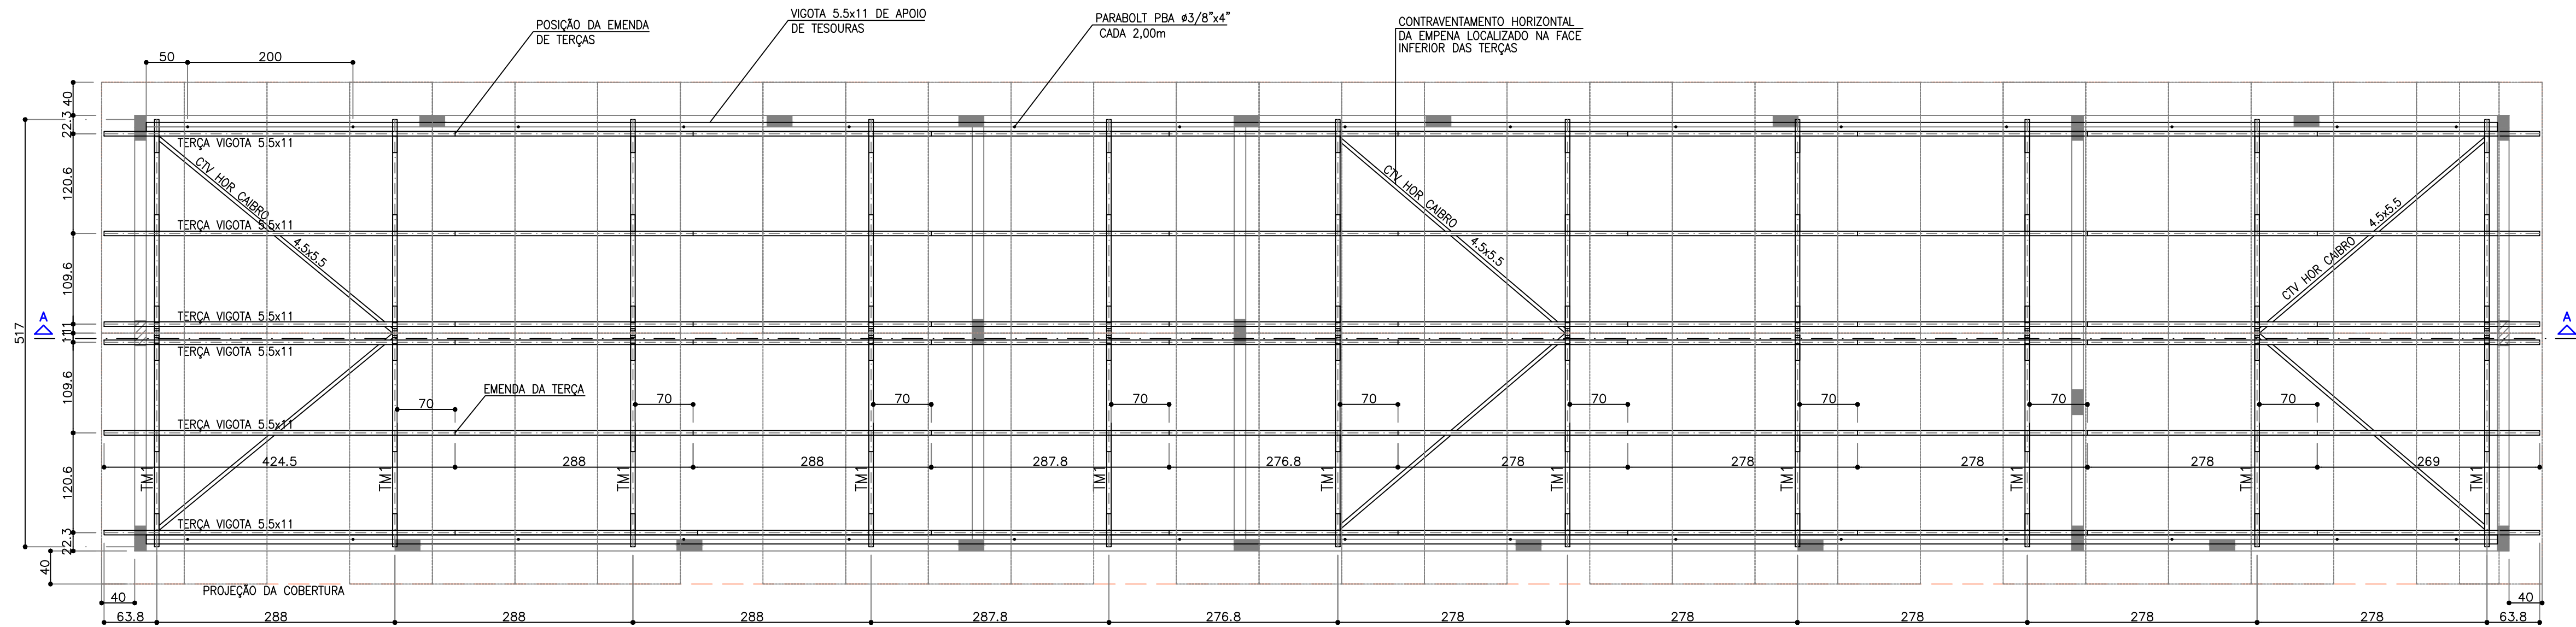 POSIÇÃO DA EMENDA
DE TERÇAS
VIGOTA 5.5x11 DE APOIO
DE TESOURAS
PARABOLT PBA ø3/8"x4"
CADA 2,00m
CONTRAVENTAMENTO HORIZONTAL
DA EMPENA LOCALIZADO NA FACE
INFERIOR DAS TERÇAS
50
200
40
22.3
120.6
109.6
11
109.6
120.6
22.3
40
517
A
A
TERÇA VIGOTA 5.5x11
CTV HOR CAIBRO
4.5x5.5
CTV HOR CAIBRO
4.5x5.5
CTV HOR CAIBRO
4.5x5.5
TERÇA VIGOTA 5.5x11
TERÇA VIGOTA 5.5x11
TERÇA VIGOTA 5.5x11
EMENDA DA TERÇA
70
70
70
70
70
70
70
70
70
TERÇA VIGOTA 5.5x11
424.5
288
288
287.8
276.8
278
278
278
278
269
TM1
TM1
TM1
TM1
TM1
TM1
TM1
TM1
TM1
TM1
TM1
TERÇA VIGOTA 5.5x11
PROJEÇÃO DA COBERTURA
40
40
63.8
288
288
288
287.8
276.8
278
278
278
278
278
63.8